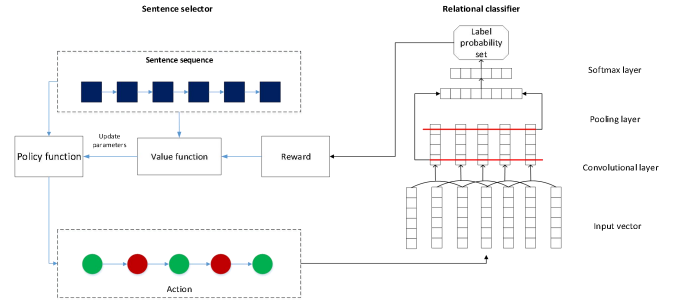 Sentence selector
Relational classifier
Sentence sequence
Label
probability
set
Softmax layer
Pooling layer
Update
parameters
Policy function
Value function
Reward
Convolutional layer
Input vector
Action